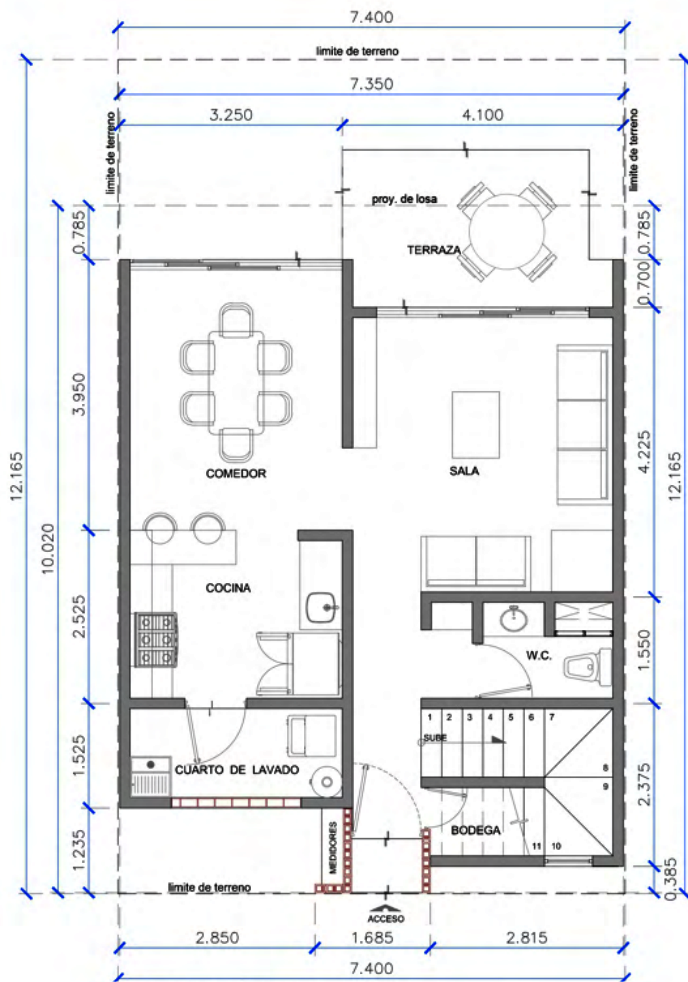 7.400
limite de terreno
7.350
3.250
4.100
limite de terreno
limite de terreno
proy. de losa
TERRAZA
0.785
0.785
0.700
3.950
COMEDOR
SALA
4.225
12.165
10.020
12.165
2.525
COCINA
W.C.
1.550
1 2 3 4 5 6 7
SUBE
8
9
1.525
CUARTO DE LAVADO
2.375
BODEGA
11 10
1.235
MEDIDORES
limite de terreno
0.385
ACCESO
2.850
1.685
2.815
7.400